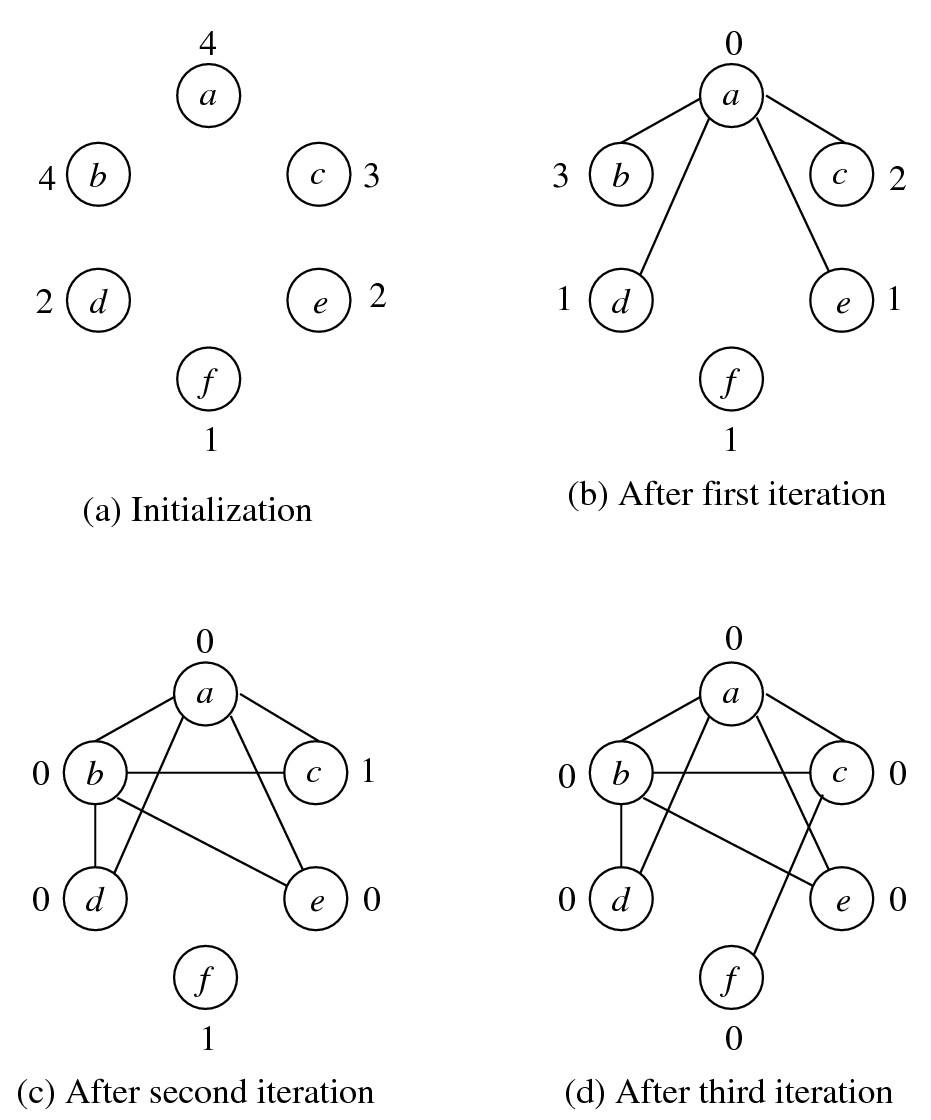 4
a
4 b
c 3
2 d
e 2
f
1
(a) Initialization
0
a
3 b
c 2
1 d
e 1
f
1
(b) After first iteration
0
a
0 b
c 1
0 d
e 0
f
1
(c) After second iteration
0
a
0 b
c 0
0 d
e 0
f
0
(d) After third iteration